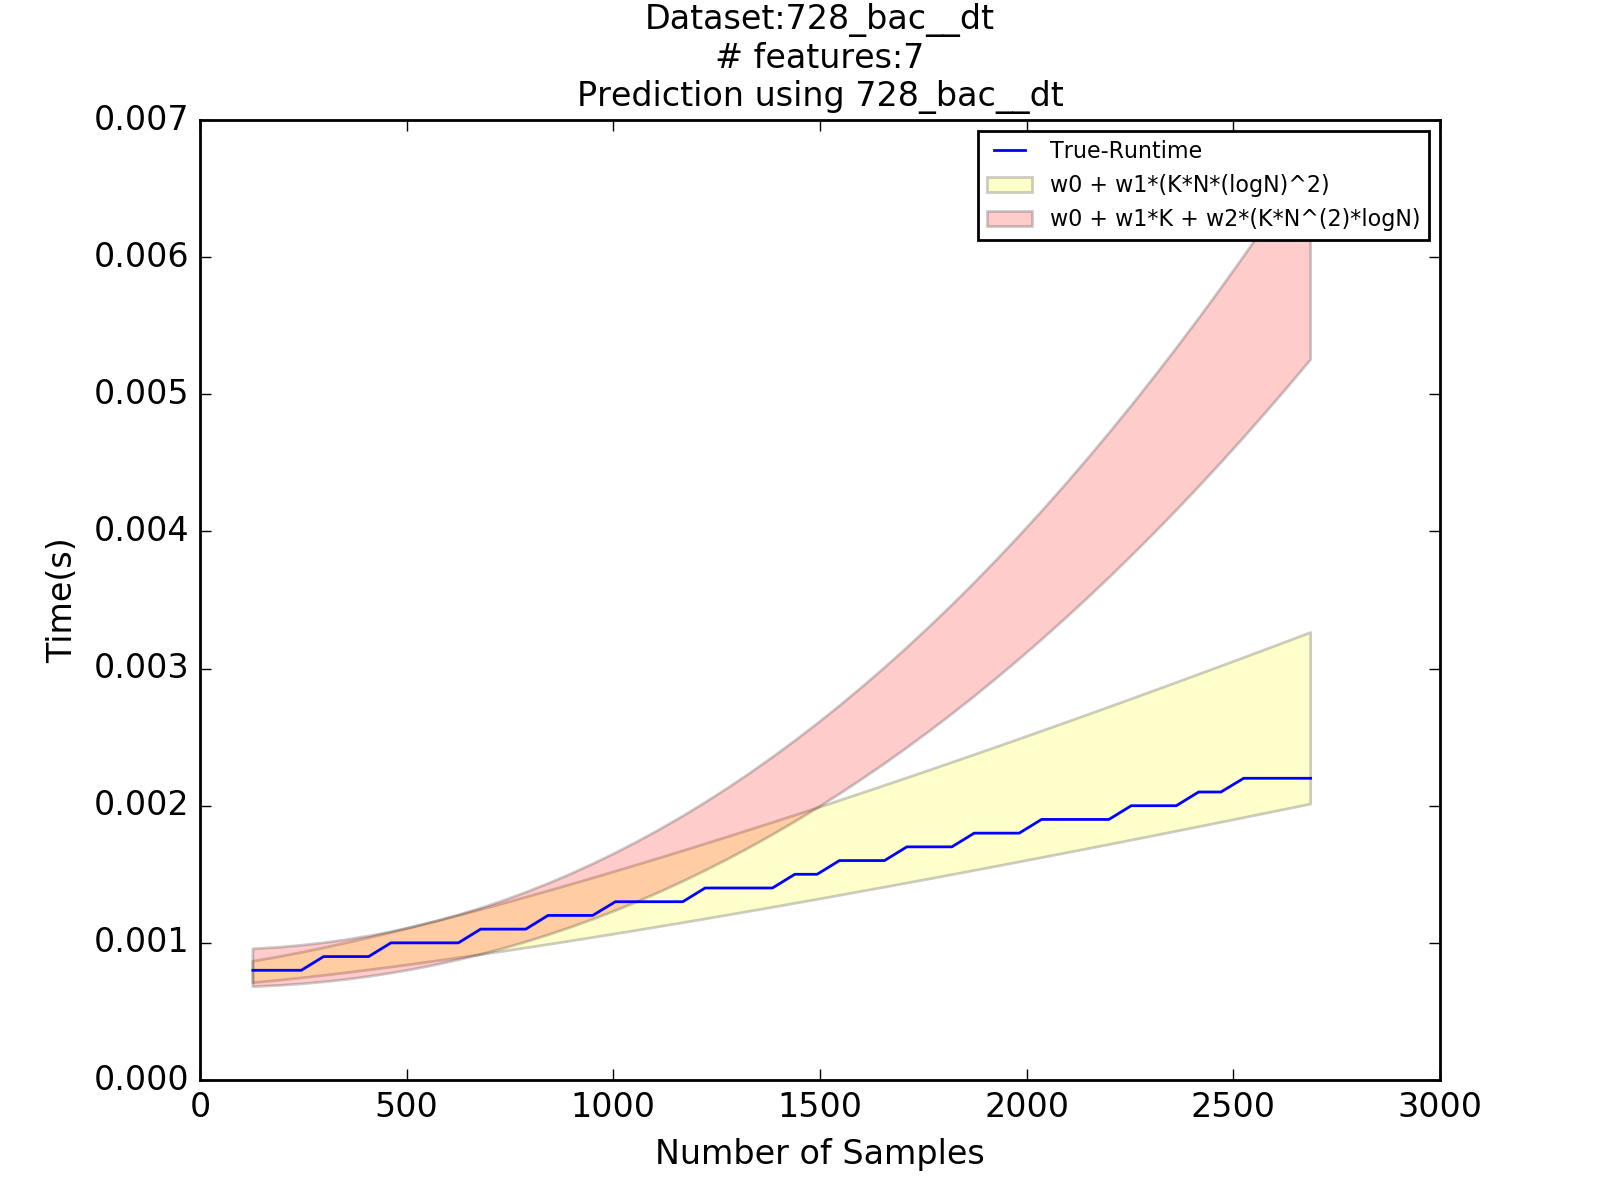 Dataset:728_bac__dt
# features:7
Prediction using 728_bac__dt
0.007
0.006
0.005
0.004
0.003
0.002
0.001
0.000
Time(s)
True-Runtime
w0 + w1*(K*N*(logN)^2)
w0 + w1*K + w2*(K*N^(2)*logN)
0 500 1000 1500 2000 2500 3000
Number of Samples